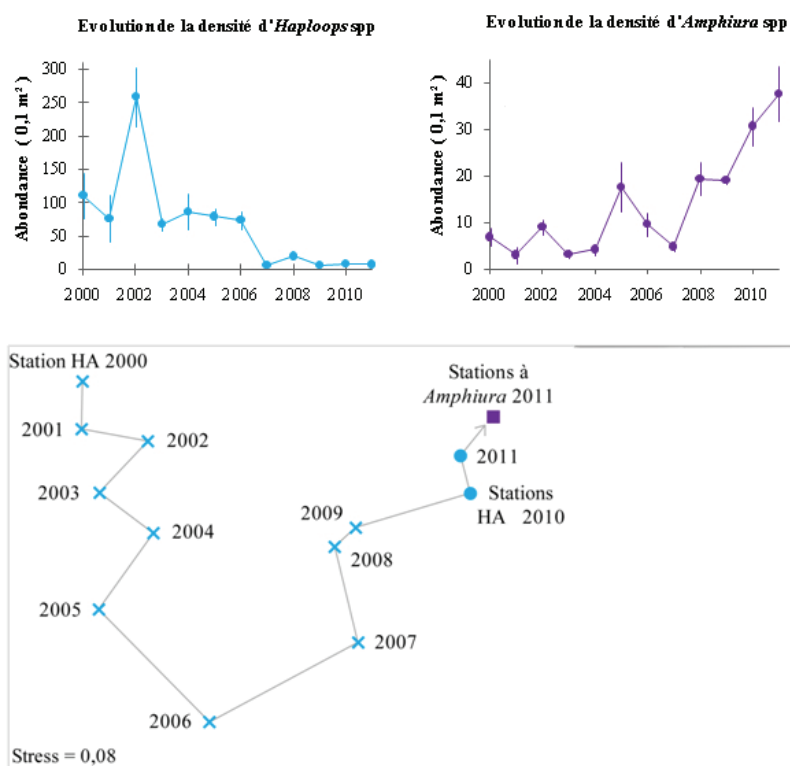 Evolution de la densité d'Haploops spp
Abondance ( 0,1 m² )
300
250
200
150
100
50
0
2000 2002 2004 2006 2008 2010
Evolution de la densité d'Amphiura spp
Abondance ( 0,1 m² )
40
30
20
10
0
2000 2002 2004 2006 2008 2010
Station HA 2000
2001
2002
2003
2004
2005
2006
2007
2008
2009
Stations
HA 2010
2011
Stations à
Amphiura 2011
Stress = 0,08